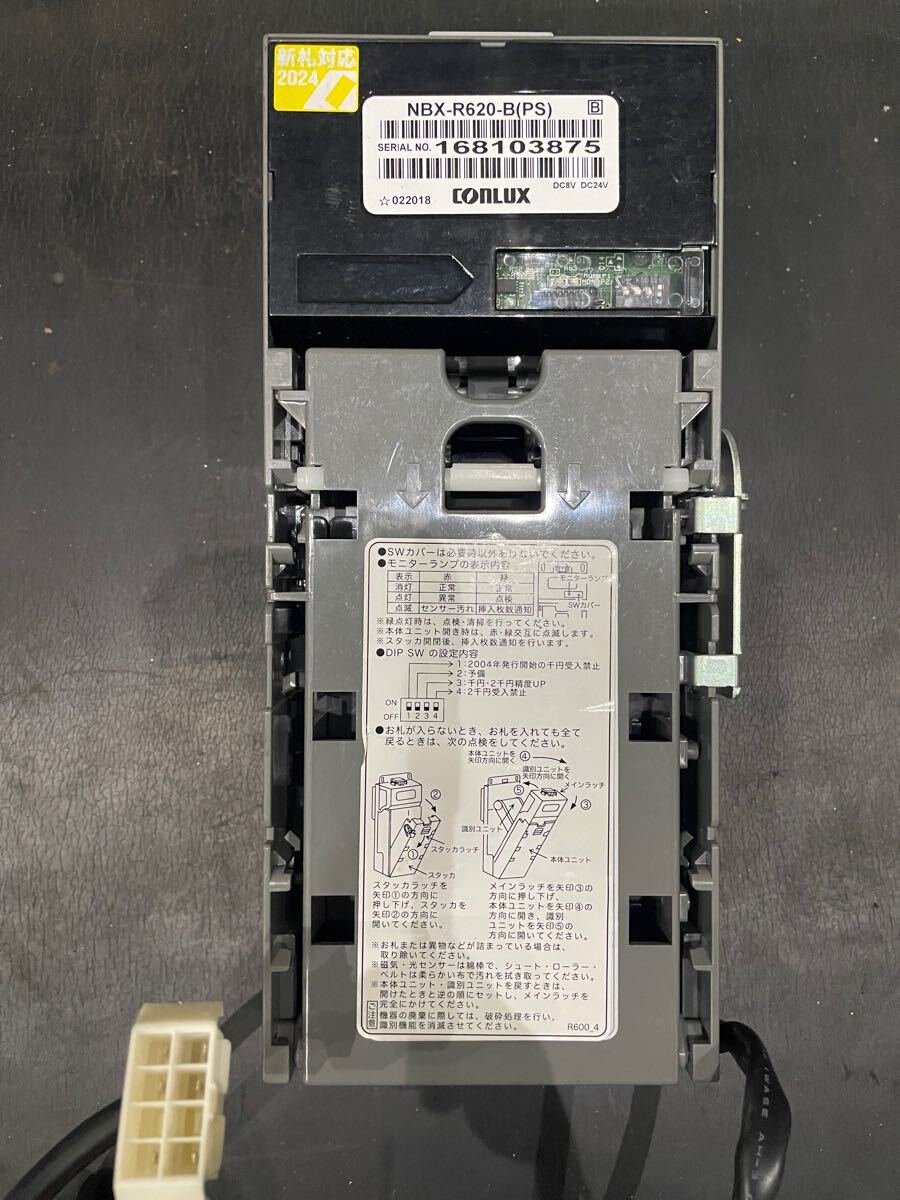 新札対応
2024
NBX-R620-B(PS)
B
SERIAL NO. 168103875
DC8V DC24V
☆022018 CONLUX
●SWカバーは必要時以外あけないでください。
●モニターランプの表示内容
表示 赤 緑
消灯 正常 正常
点灯 異常 点検
点滅 センサー汚れ 挿入枚数通知
モニターランプ
SWカバー
※緑点灯時は、点検・清掃を行ってください。
※本体ユニット開き時は、赤・緑交互に点滅します。
※スタッカ開閉後、挿入枚数通知を行います。
●DIP SW の設定内容
1:2004年発行開始の千円受入禁止
2:予備
3:千円・2千円精度UP
4:2千円受入禁止
ON
OFF 1 2 3 4
●お札が入らないとき、お札を入れても全て
戻るときは、次の点検をしてください。
本体ユニットを
矢印方向に開く ④
識別ユニットを
矢印方向に開く
メインラッチ
② ⑤ ③
識別ユニット
① スタッカラッチ
本体ユニット
スタッカ
スタッカラッチを
矢印①の方向に
押し下げ、スタッカを
矢印②の方向に
開いてください。
メインラッチを矢印③の
方向に押し下げ、
本体ユニットを矢印④の
方向に開き、識別
ユニットを矢印⑤の
方向に開いてください。
※お札または異物などが詰まっている場合は、
取り除いてください。
※磁気・光センサーは綿棒で、シュート・ローラー・
ベルトは柔らかい布で汚れを拭き取ってください。
※本体ユニット・識別ユニットを戻すときは、
開けたときと逆の順にセットし、メインラッチを
完全にかけてください。
ご注意
機器の廃棄に際しては、破砕処理を行い、
識別機能を消滅させてください。
R600_4
IWASE AH-